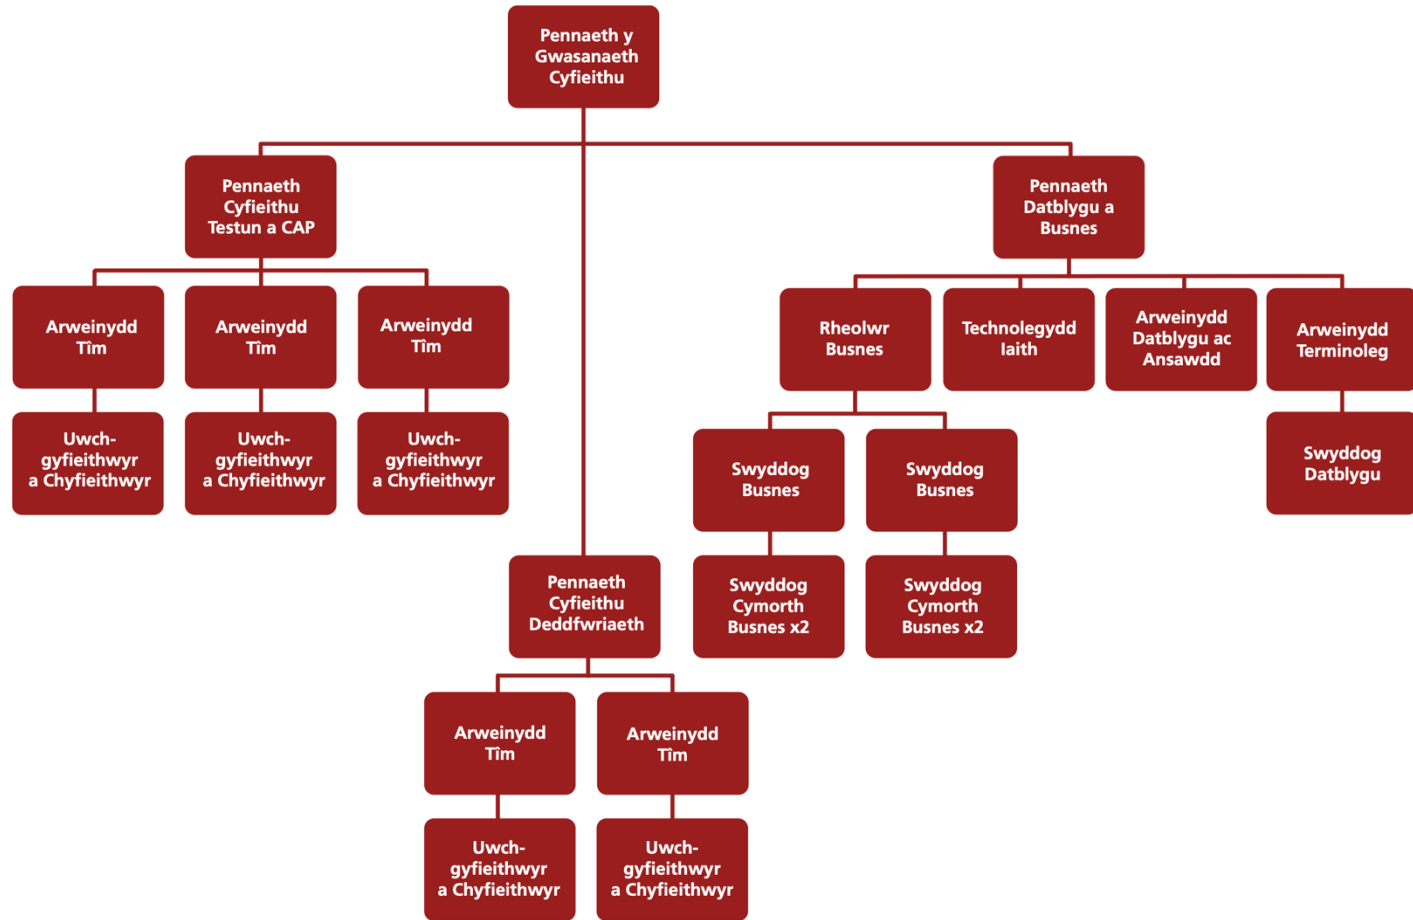 Pennaeth y
Gwasanaeth
Cyfieithu
Pennaeth
Cyfieithu
Testun a CAP
Pennaeth
Datblygu a
Busnes
Arweinydd
Tîm
Arweinydd
Tîm
Arweinydd
Tîm
Rheolwr
Busnes
Technolegydd
Iaith
Arweinydd
Datblygu ac
Ansawdd
Arweinydd
Terminoleg
Uwch-
gyfieithwyr
a Chyfieithwyr
Uwch-
gyfieithwyr
a Chyfieithwyr
Uwch-
gyfieithwyr
a Chyfieithwyr
Swyddog
Busnes
Swyddog
Busnes
Swyddog
Datblygu
Pennaeth
Cyfieithu
Deddfwriaeth
Swyddog
Cymorth
Busnes x2
Swyddog
Cymorth
Busnes x2
Arweinydd
Tîm
Arweinydd
Tîm
Uwch-
gyfieithwyr
a Chyfieithwyr
Uwch-
gyfieithwyr
a Chyfieithwyr